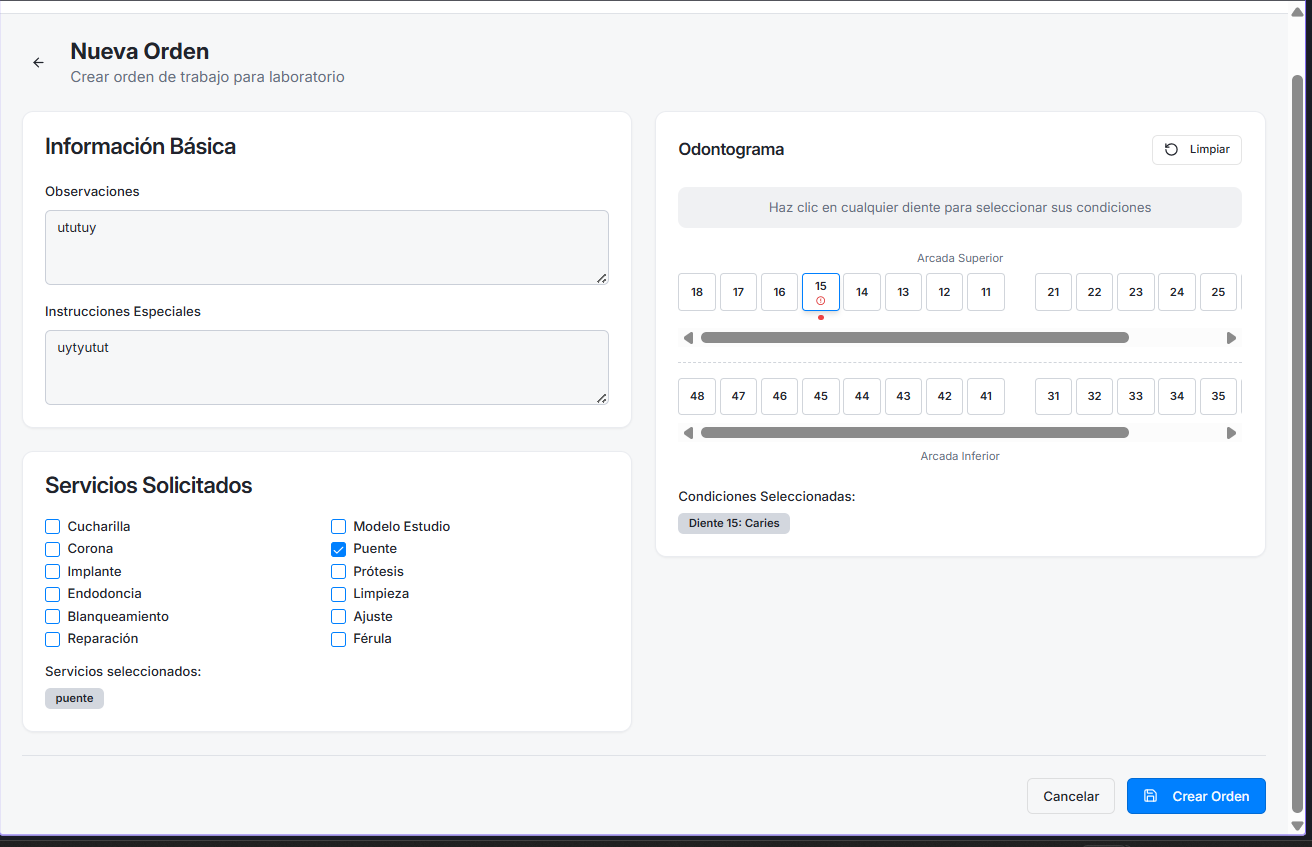 Nueva Orden
Crear orden de trabajo para laboratorio
Información Básica
Observaciones
ututuy
Instrucciones Especiales
uytyutut
Servicios Solicitados
Cucharilla
Modelo Estudio
Corona
Puente
Implante
Prótesis
Endodoncia
Limpieza
Blanqueamiento
Ajuste
Reparación
Férula
Servicios seleccionados:
puente
Odontograma
Limpiar
Haz clic en cualquier diente para seleccionar sus condiciones
Arcada Superior
18 17 16 15 14 13 12 11 21 22 23 24 25
48 47 46 45 44 43 42 41 31 32 33 34 35
Arcada Inferior
Condiciones Seleccionadas:
Diente 15: Caries
Cancelar
Crear Orden